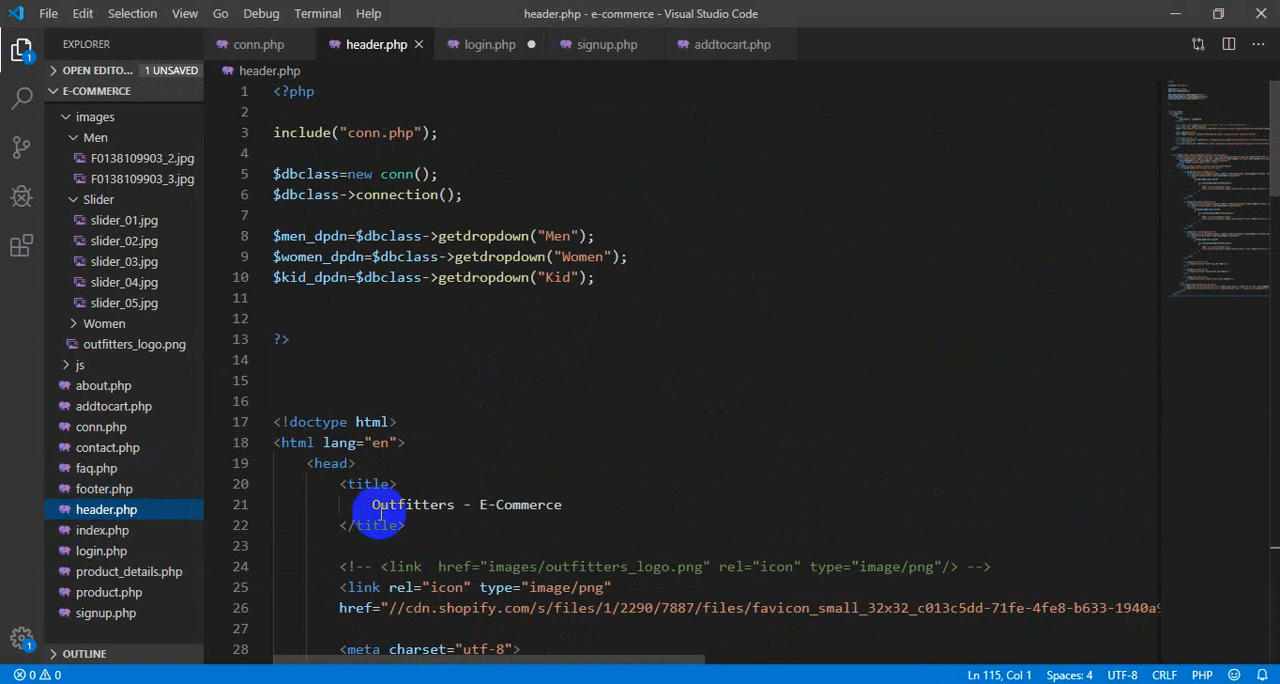 File Edit Selection View Go Debug Terminal Help header.php - e-commerce - Visual Studio Code
EXPLORER
OPEN EDITO... 1 UNSAVED
E-COMMERCE
images
Men
F0138109903_2.jpg
F0138109903_3.jpg
Slider
slider_01.jpg
slider_02.jpg
slider_03.jpg
slider_04.jpg
slider_05.jpg
Women
outfitters_logo.png
js
about.php
addtocart.php
conn.php
contact.php
faq.php
footer.php
header.php
index.php
login.php
product_details.php
product.php
signup.php
OUTLINE
1
1
conn.php header.php login.php signup.php addtocart.php
header.php
1 <?php
2
3 include("conn.php");
4
5 $dbclass=new conn();
6 $dbclass->connection();
7
8 $men_dpdn=$dbclass->getdropdown("Men");
9 $women_dpdn=$dbclass->getdropdown("Women");
10 $kid_dpdn=$dbclass->getdropdown("Kid");
11
12
13 ?>
14
15
16
17 <!doctype html>
18 <html lang="en">
19 <head>
20 <title>
21 Outfitters - E-Commerce
22 </title>
23
24 <!-- <link  href="images/outfitters_logo.png" rel="icon" type="image/png"/> -->
25 <link rel="icon" type="image/png"
26 href="//cdn.shopify.com/s/files/1/2290/7887/files/favicon_small_32x32_c013c5dd-71fe-4fe8-b633-1940a9
27
28 <meta charset="utf-8">
0 0 Ln 115, Col 1 Spaces: 4 UTF-8 CRLF PHP